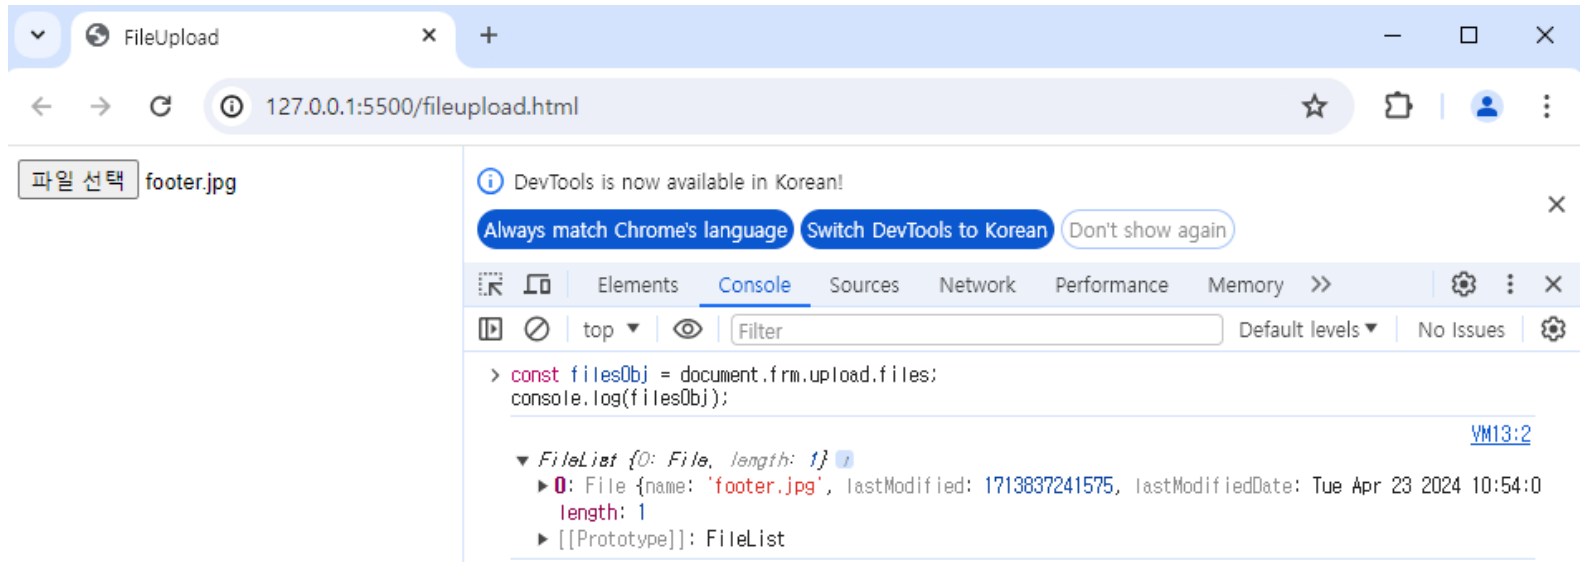 FileUpload
127.0.0.1:5500/fileupload.html
파일 선택 footer.jpg
DevTools is now available in Korean!
Always match Chrome's language Switch DevTools to Korean Don't show again
Elements Console Sources Network Performance Memory
top Filter Default levels No Issues
const filesObj = document.frm.upload.files;
console.log(filesObj);
VM13:2
FileList {0: File, length: 1}
0: File {name: 'footer.jpg', lastModified: 1713837241575, lastModifiedDate: Tue Apr 23 2024 10:54:0
length: 1
[[Prototype]]: FileList